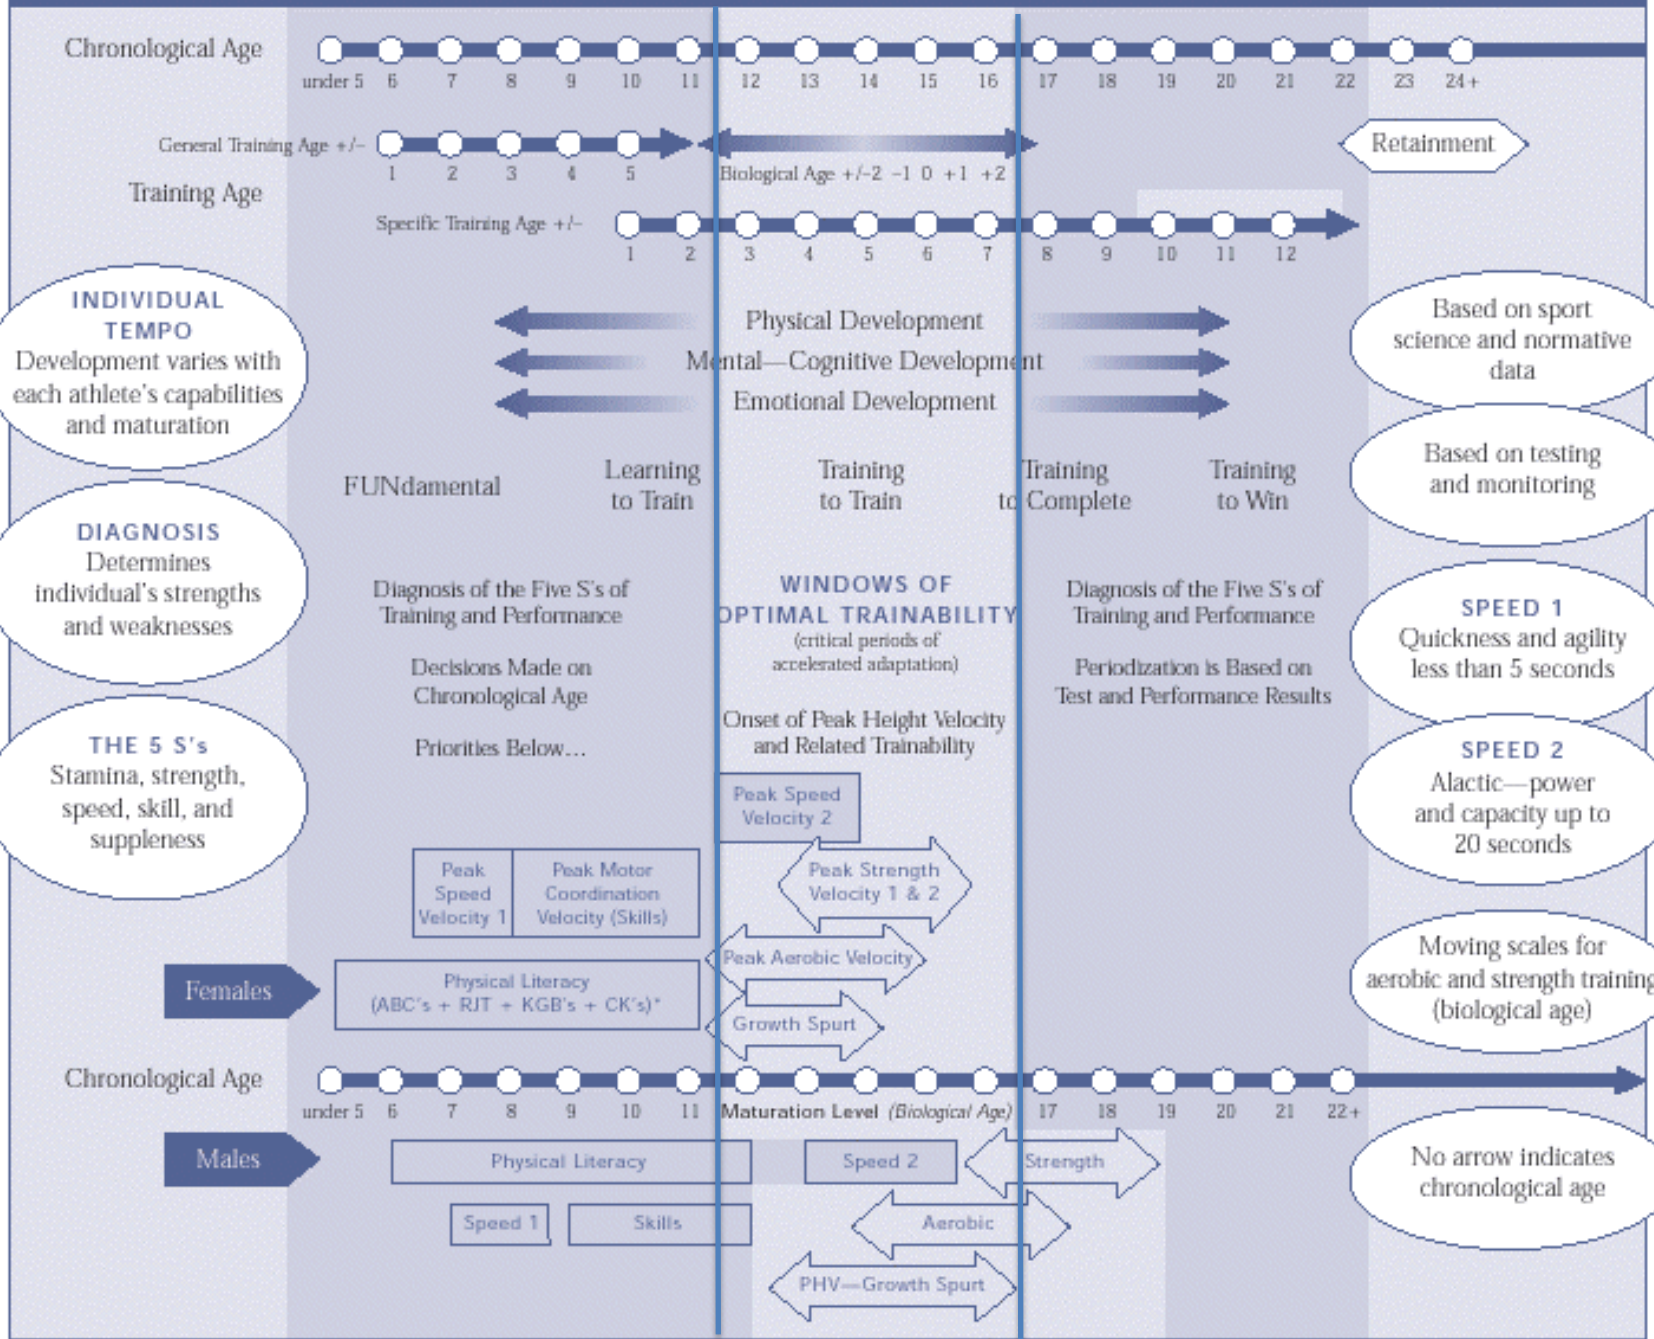 Chronological Age
under 5 6 7 8 9 10 11 12 13 14 15 16 17 18 19 20 21 22 23 24+
General Training Age +/-
1 2 3 4 5
Biological Age +/-2 -1 0 +1 +2
Retainment
Training Age
Specific Training Age +/-
1 2 3 4 5 6 7 8 9 10 11 12
INDIVIDUAL
TEMPO
Development varies with
each athlete's capabilities
and maturation
DIAGNOSIS
Determines
individual's strengths
and weaknesses
THE 5 S's
Stamina, strength,
speed, skill, and
suppleness
Physical Development
Mental—Cognitive Development
Emotional Development
FUNdamental
Learning
to Train
Training
to Train
Training
to Complete
Training
to Win
Diagnosis of the Five S's of
Training and Performance
Decisions Made on
Chronological Age
Priorities Below...
WINDOWS OF
OPTIMAL TRAINABILITY
(critical periods of
accelerated adaptation)
Onset of Peak Height Velocity
and Related Trainability
Diagnosis of the Five S's of
Training and Performance
Periodization is Based on
Test and Performance Results
Based on sport
science and normative
data
Based on testing
and monitoring
SPEED 1
Quickness and agility
less than 5 seconds
SPEED 2
Alactic—power
and capacity up to
20 seconds
Moving scales for
aerobic and strength training
(biological age)
No arrow indicates
chronological age
Peak Speed
Velocity 2
Peak
Speed
Velocity 1
Peak Motor
Coordination
Velocity (Skills)
Peak Strength
Velocity 1 & 2
Peak Aerobic Velocity
Females
Physical Literacy
(ABC's + RJT + KGB's + CK's)*
Growth Spurt
Chronological Age
under 5 6 7 8 9 10 11 Maturation Level (Biological Age) 17 18 19 20 21 22+
Males
Physical Literacy
Speed 2
Strength
Speed 1
Skills
Aerobic
PHV—Growth Spurt